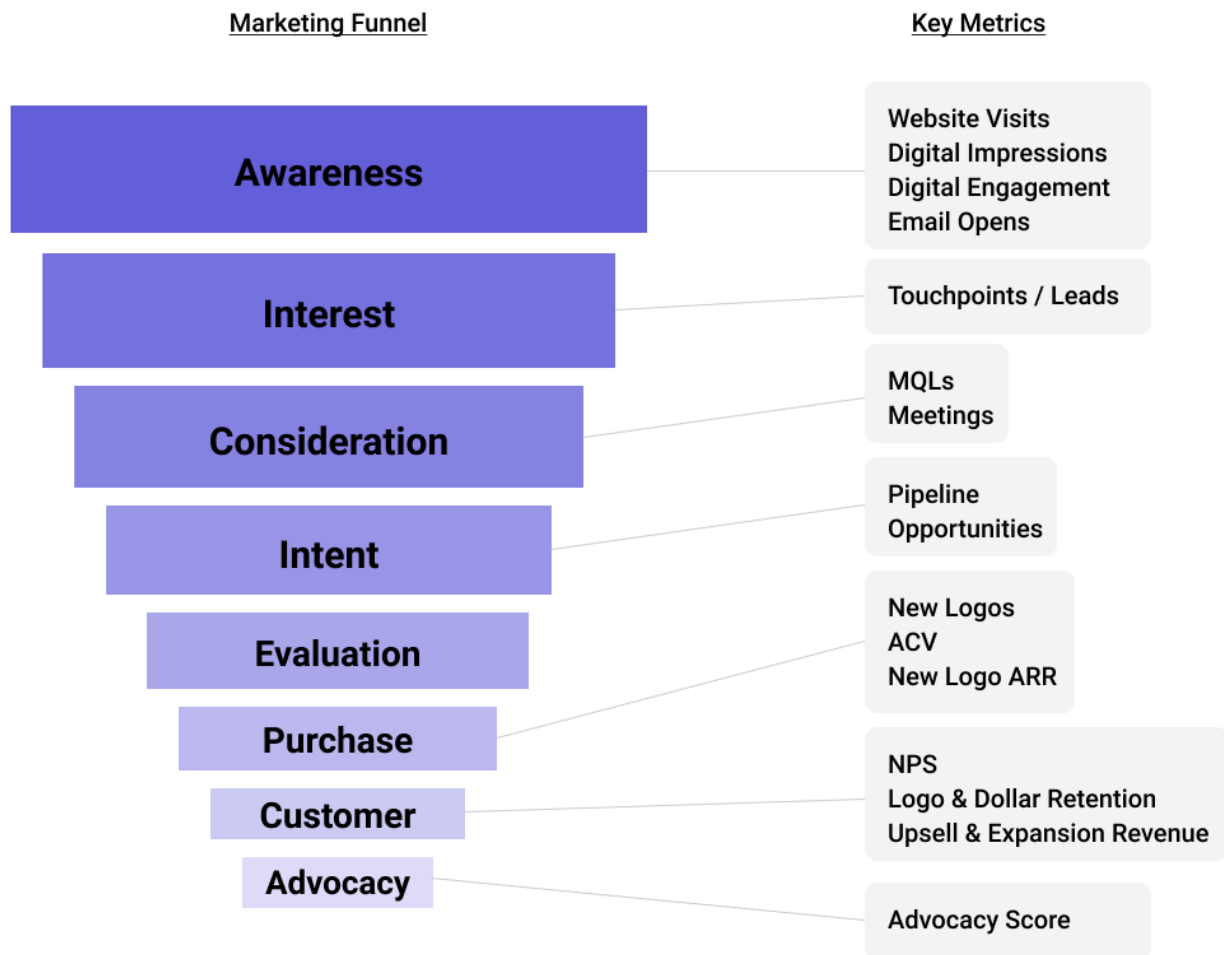 Marketing Funnel
Key Metrics
Awareness
Website Visits
Digital Impressions
Digital Engagement
Email Opens
Interest
Touchpoints / Leads
Consideration
MQLs
Meetings
Intent
Pipeline
Opportunities
Evaluation
Purchase
New Logos
ACV
New Logo ARR
Customer
NPS
Logo & Dollar Retention
Upsell & Expansion Revenue
Advocacy
Advocacy Score